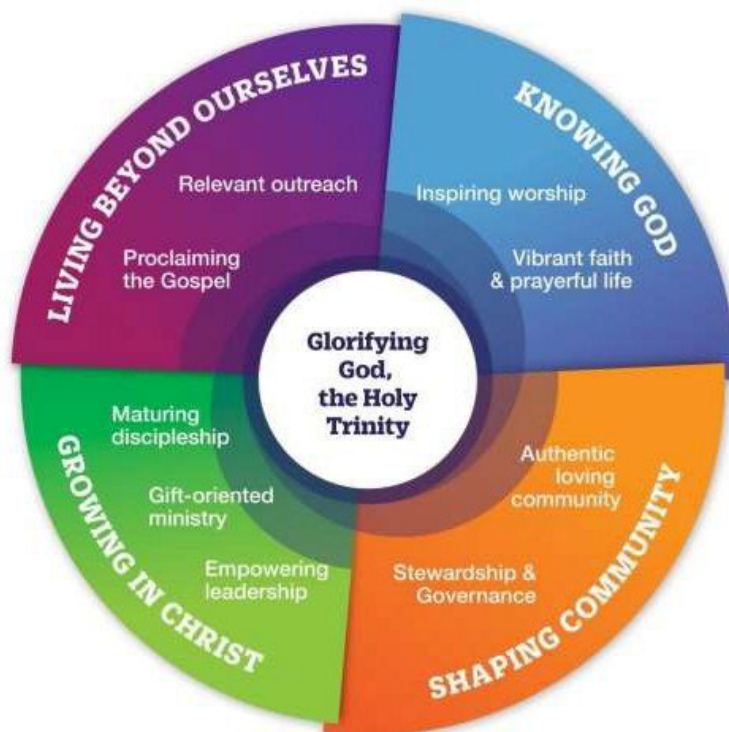 LIVING BEYOND OURSELVES
Relevant outreach
Proclaiming
the Gospel
KNOWING GOD
Inspiring worship
Vibrant faith
& prayerful life
Glorifying
God,
the Holy
Trinity
GROWING IN CHRIST
Maturing
discipleship
Gift-oriented
ministry
Empowering
leadership
SHAPING COMMUNITY
Authentic
loving
community
Stewardship &
Governance